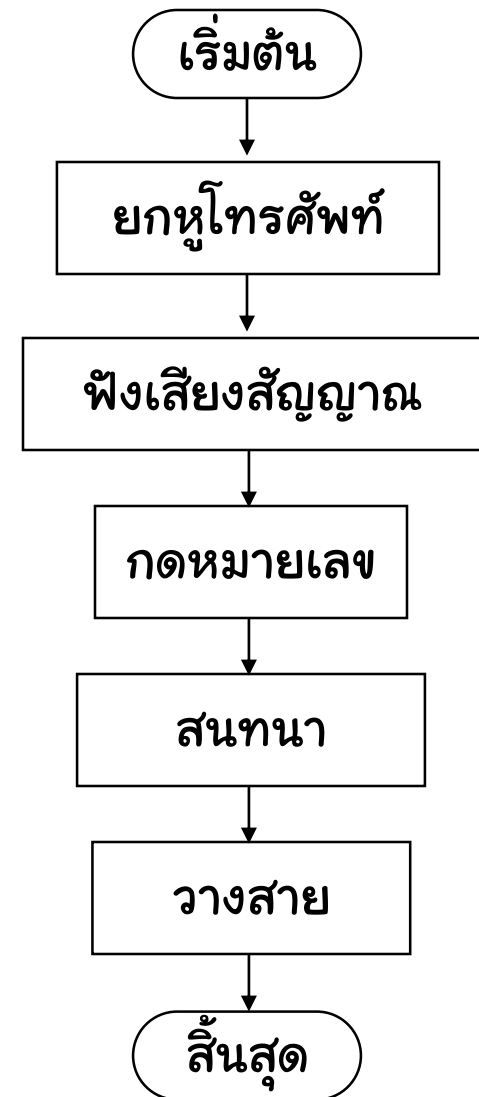 เริ่มต้น
ยกหูโทรศัพท์
ฟังเสียงสัญญาณ
กดหมายเลข
สนทนา
วางสาย
สิ้นสุด